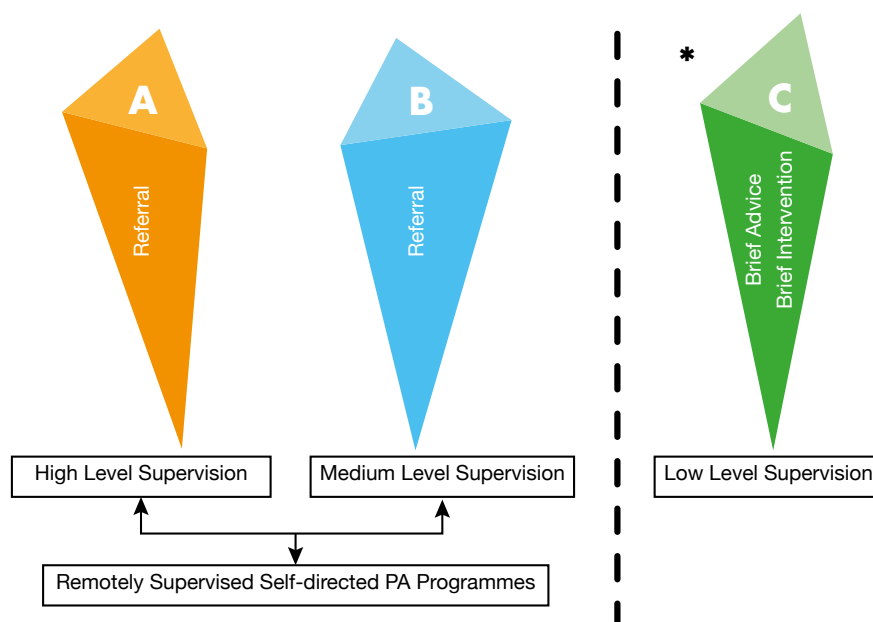 A
B
*
C
Referral
Referral
Brief Advice
Brief Intervention
High Level Supervision
Medium Level Supervision
Low Level Supervision
Remotely Supervised Self-directed PA Programmes